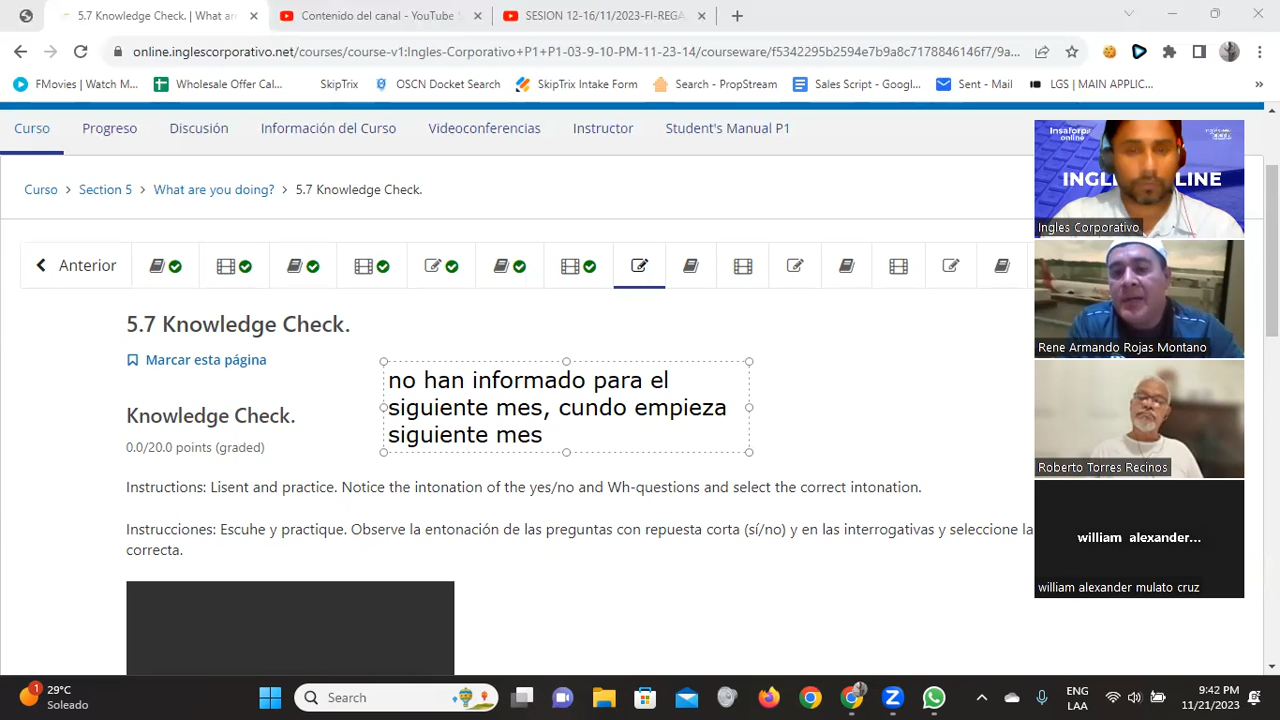 5.7 Knowledge Check. | What are
Contenido del canal - YouTube S
SESION 12-16/11/2023-FI-REGA
online.inglescorporativo.net/courses/course-v1:Ingles-Corporativo+P1+P1-03-9-10-PM-11-23-14/courseware/f5342295b2594e7b9a8c7178846146f7/9a...
FMovies | Watch M...
Wholesale Offer Cal...
SkipTrix
OSCN Docket Search
SkipTrix Intake Form
Search - PropStream
Sales Script - Googl...
Sent - Mail
LGS | MAIN APPLIC...
Curso
Progreso
Discusión
Información del Curso
Videoconferencias
Instructor
Student's Manual P1
Curso > Section 5 > What are you doing? > 5.7 Knowledge Check.
Anterior
5.7 Knowledge Check.
Marcar esta página
no han informado para el
siguiente mes, cundo empieza
siguiente mes
Knowledge Check.
0.0/20.0 points (graded)
Instructions: Lisent and practice. Notice the intonation of the yes/no and Wh-questions and select the correct intonation.
Instrucciones: Escuhe y practique. Observe la entonación de las preguntas con repuesta corta (sí/no) y en las interrogativas y seleccione la
correcta.
Insaforp
online
INGL LINE
Ingles Corporativo
Rene Armando Rojas Montano
Roberto Torres Recinos
william alexander...
william alexander mulato cruz
1
29°C
Soleado
Search
ENG
LAA
9:42 PM
11/21/2023